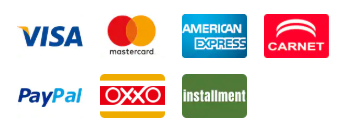 VISA
mastercard
AMERICAN
EXPRESS
CARNET
PayPal
OXXO
installment